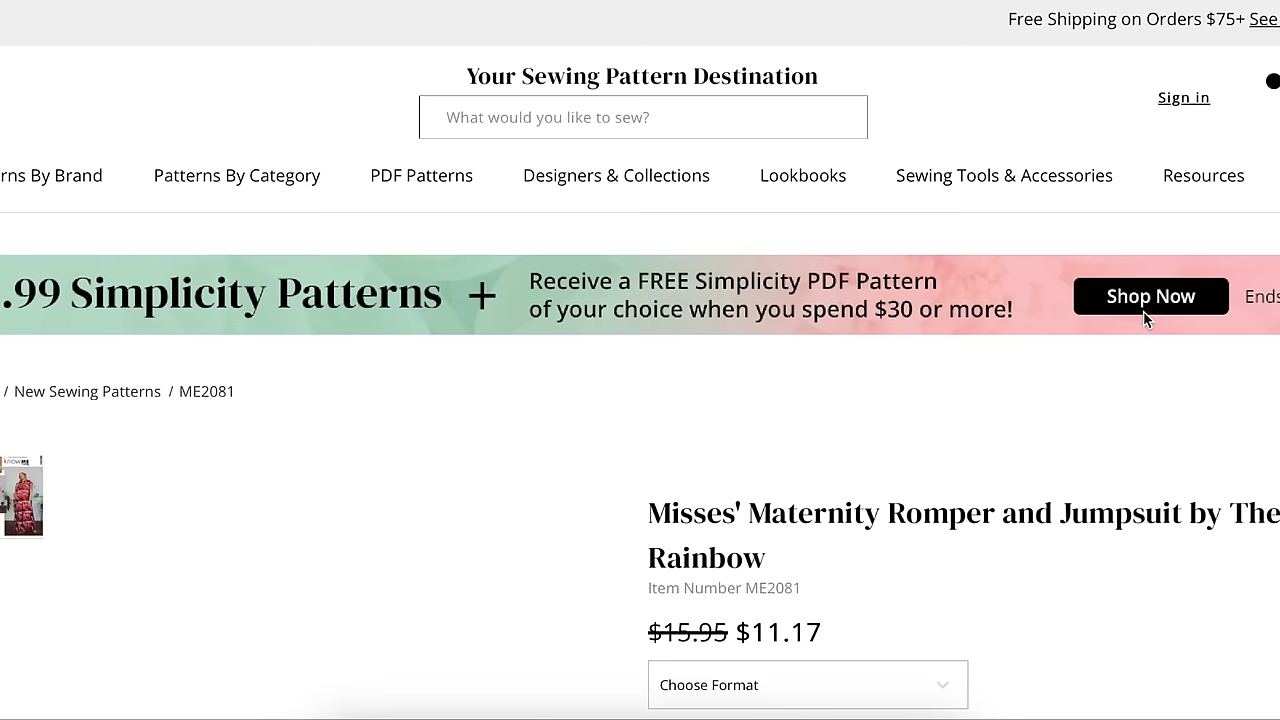 Free Shipping on Orders $75+ See
Your Sewing Pattern Destination
What would you like to sew?
Sign in
rns By Brand
Patterns By Category
PDF Patterns
Designers & Collections
Lookbooks
Sewing Tools & Accessories
Resources
.99 Simplicity Patterns +
Receive a FREE Simplicity PDF Pattern
of your choice when you spend $30 or more!
Shop Now
Ends
/ New Sewing Patterns / ME2081
knowME
Misses' Maternity Romper and Jumpsuit by The
Rainbow
Item Number ME2081
$15.95 $11.17
Choose Format